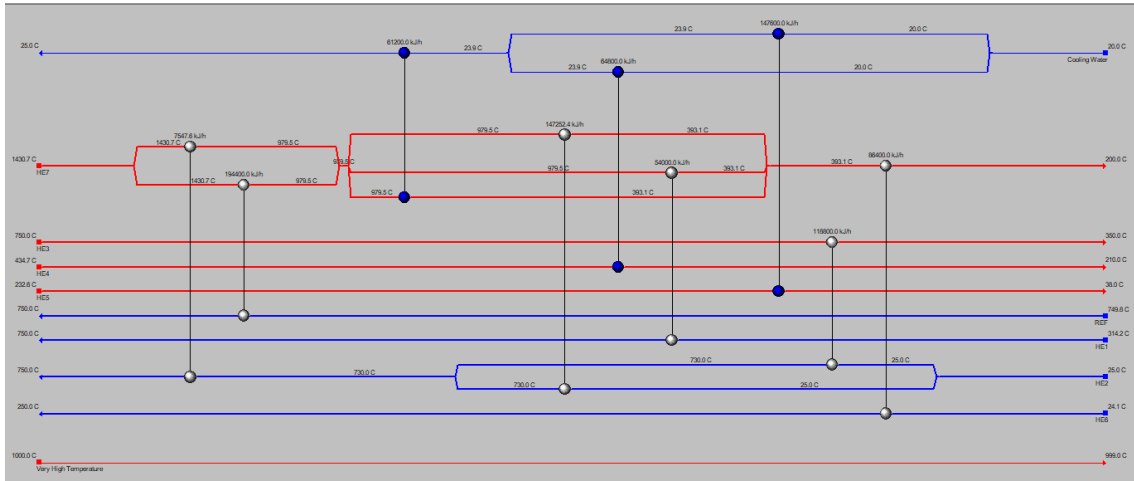 147600.0 kJ/h
23.9 C 20.0 C
25.0 C 61200.0 kJ/h 23.9 C 20.0 C
Cooling Water
23.9 C 64800.0 kJ/h 20.0 C
147252.4 kJ/h
979.5 C 393.1 C
7547.6 kJ/h
1430.7 C 979.5 C
1430.7 C 979.5 C 54000.0 kJ/h 393.1 C 86400.0 kJ/h 200.0 C
HE7
979.5 C 393.1 C
194400.0 kJ/h
1430.7 C 979.5 C
979.5 C 393.1 C
118800.0 kJ/h
750.0 C 350.0 C
HE3
434.7 C 210.0 C
HE4
232.6 C 38.0 C
HE5
750.0 C 749.8 C
REF
750.0 C 314.2 C
HE1
730.0 C 25.0 C
750.0 C 730.0 C 25.0 C
HE2
730.0 C 25.0 C
250.0 C 24.1 C
1000.0 C 999.0 C
Very High Temperature